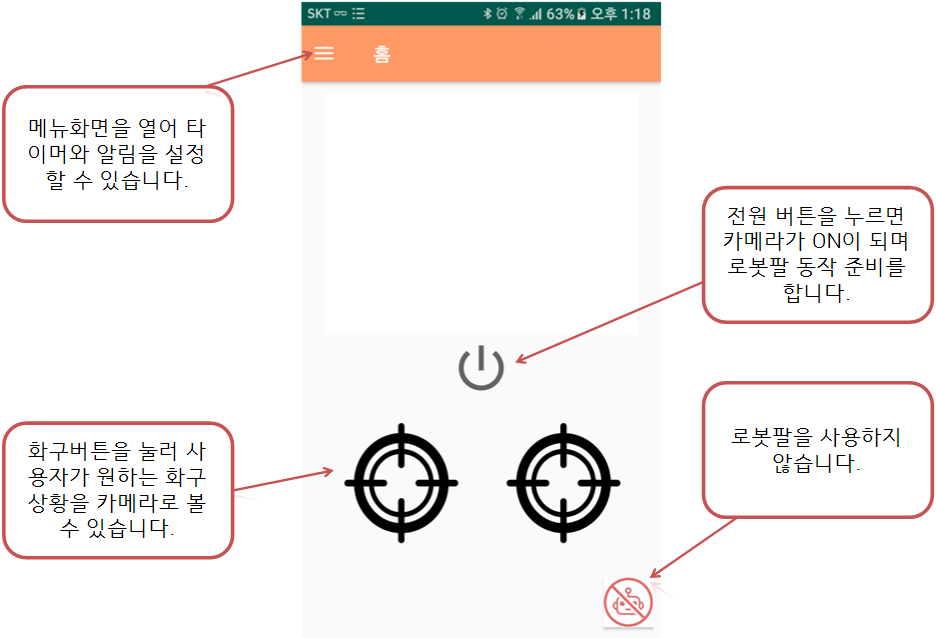 SKT 63% 오후 1:18
홈
메뉴화면을 열어 타
이머와 알림을 설정
할 수 있습니다.
전원 버튼을 누르면
카메라가 ON이 되며
로봇팔 동작 준비를
합니다.
화구버튼을 눌러 사
용자가 원하는 화구
상황을 카메라로 볼
수 있습니다.
로봇팔을 사용하지
않습니다.